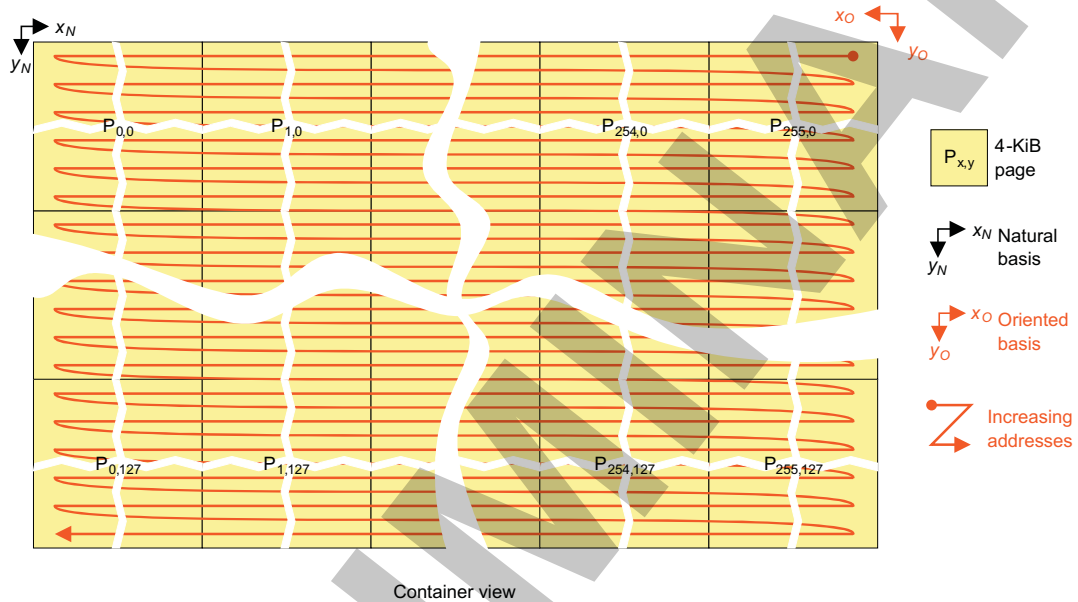 x_N
x_O
y_N
y_O
P_0,0
P_1,0
P_254,0
P_255,0
P_x,y
4-KiB
page
x_N Natural
y_N basis
x_O Oriented
y_O basis
Increasing
addresses
P_0,127
P_1,127
P_254,127
P_255,127
Container view